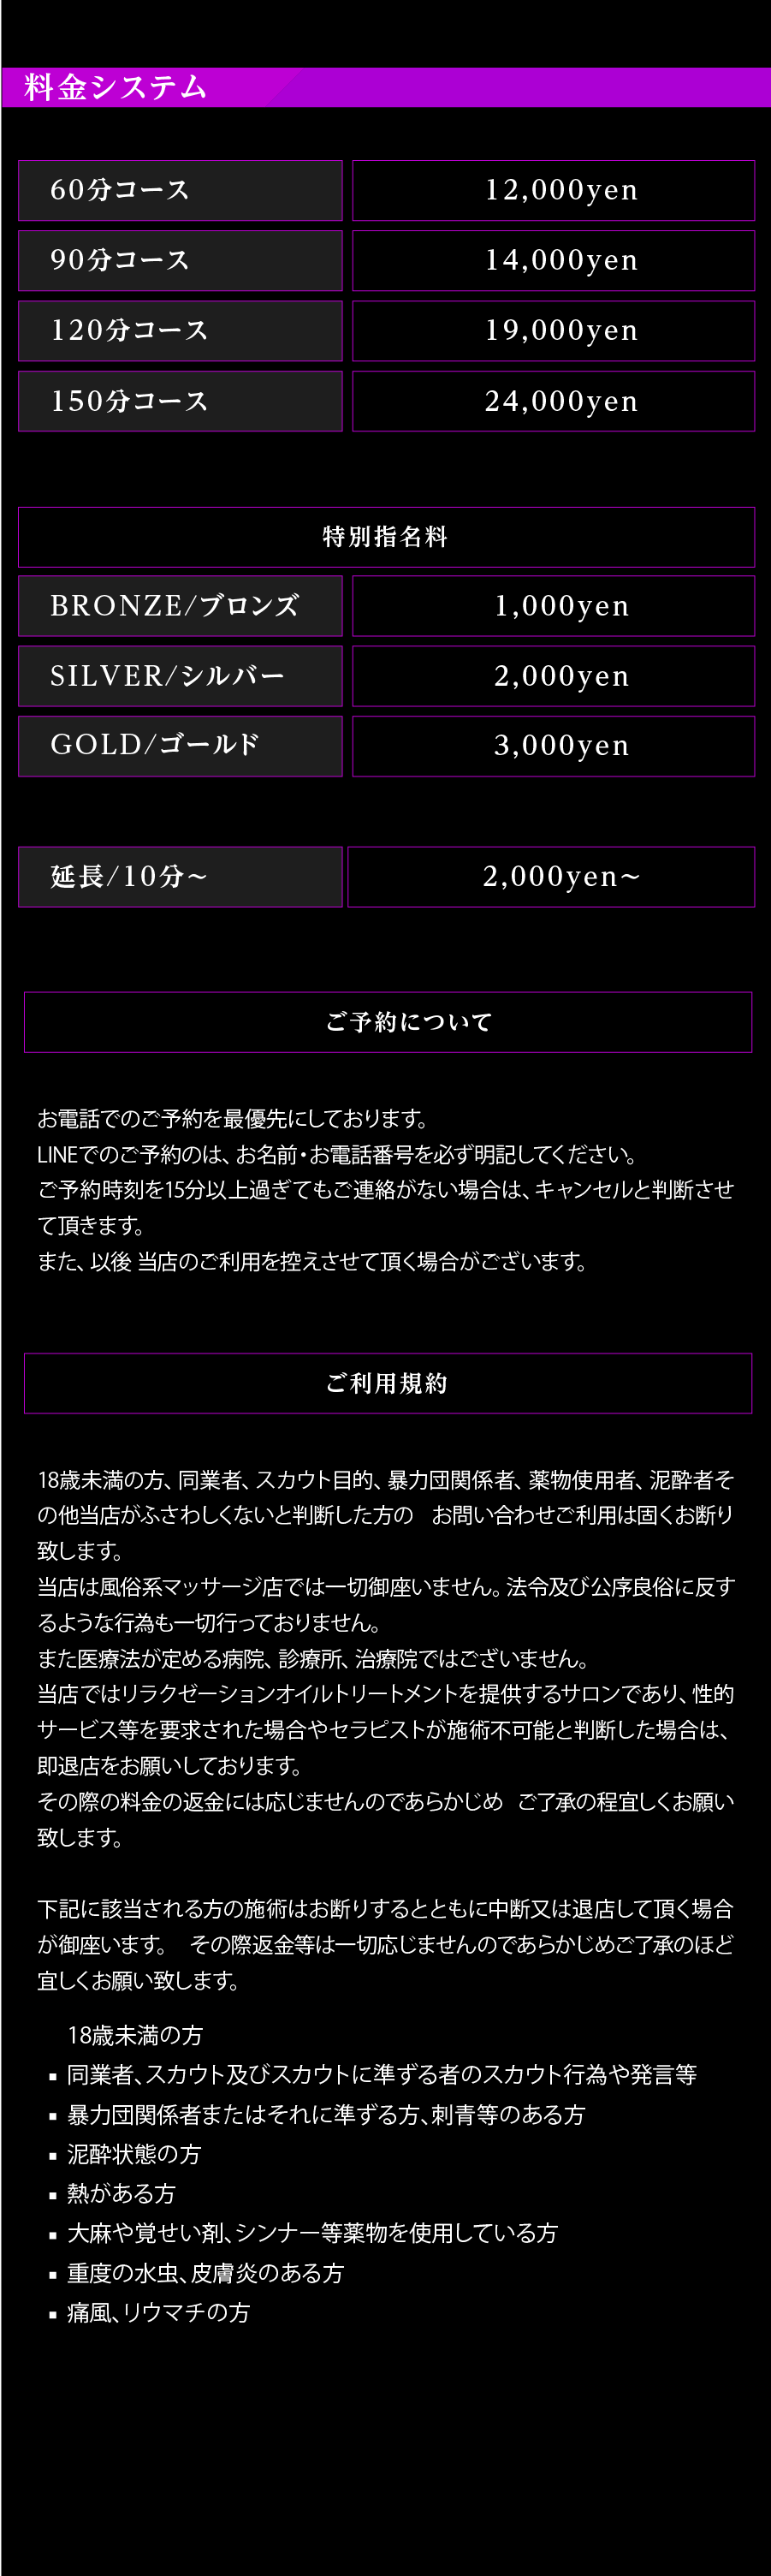 料金システム
60分コース 12,000yen
90分コース 14,000yen
120分コース 19,000yen
150分コース 24,000yen
特別指名料
BRONZE/ブロンズ 1,000yen
SILVER/シルバー 2,000yen
GOLD/ゴールド 3,000yen
延長/10分~ 2,000yen~
ご予約について
お電話でのご予約を最優先にしております。
LINEでのご予約のは、お名前・お電話番号を必ず明記してください。
ご予約時刻を15分以上過ぎてもご連絡がない場合は、キャンセルと判断させ
て頂きます。
また、以後 当店のご利用を控えさせて頂く場合がございます。
ご利用規約
18歳未満の方、同業者、スカウト目的、暴力団関係者、薬物使用者、泥酔者そ
の他当店がふさわしくないと判断した方の　お問い合わせご利用は固くお断り
致します。
当店は風俗系マッサージ店では一切御座いません。法令及び公序良俗に反す
るような行為も一切行っておりません。
また医療法が定める病院、診療所、治療院ではございません。
当店ではリラクゼーションオイルトリートメントを提供するサロンであり、性的
サービス等を要求された場合やセラピストが施術不可能と判断した場合は、
即退店をお願いしております。
その際の料金の返金には応じませんのであらかじめ　ご了承の程宜しくお願い
致します。
下記に該当される方の施術はお断りするとともに中断又は退店して頂く場合
が御座います。　その際返金等は一切応じませんのであらかじめご了承のほど
宜しくお願い致します。
18歳未満の方
▪ 同業者、スカウト及びスカウトに準ずる者のスカウト行為や発言等
▪ 暴力団関係者またはそれに準ずる方、刺青等のある方
▪ 泥酔状態の方
▪ 熱がある方
▪ 大麻や覚せい剤、シンナー等薬物を使用している方
▪ 重度の水虫、皮膚炎のある方
▪ 痛風、リウマチの方